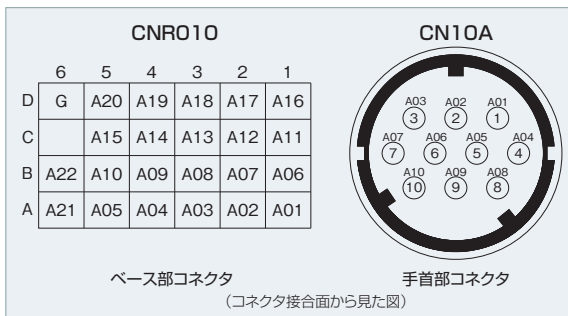 CNR010
6 5 4 3 2 1
D G A20 A19 A18 A17 A16
C A15 A14 A13 A12 A11
B A22 A10 A09 A08 A07 A06
A A21 A05 A04 A03 A02 A01
ベース部コネクタ
CN10A
A03 A02 A01
3 2 1
A07 A06 A05 A04
7 6 5 4
A10 A09 A08
10 9 8
手首部コネクタ
（コネクタ接合面から見た図）